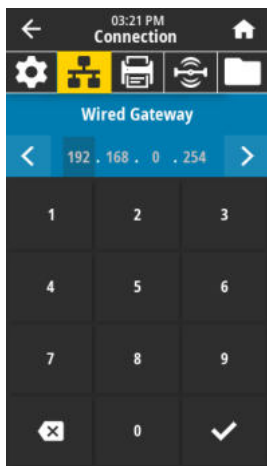 03:21 PM
Connection
Wired Gateway
192 . 168 . 0 . 254
1 2 3
4 5 6
7 8 9
0